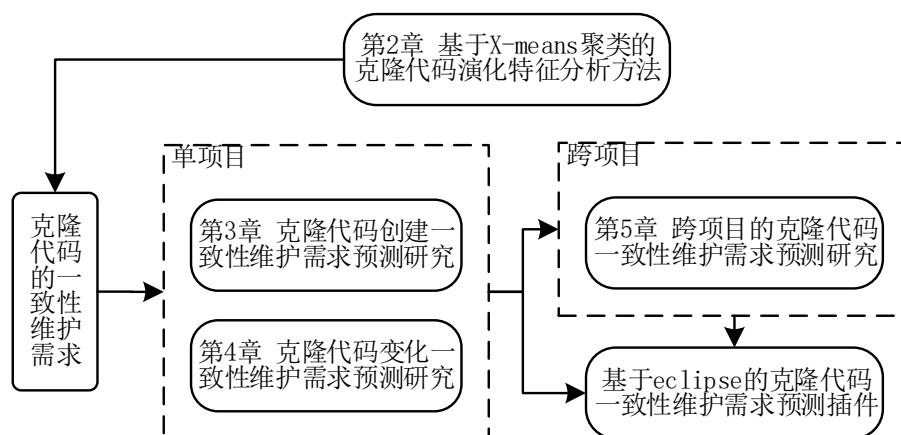 第2章 基于X-means聚类的
克隆代码演化特征分析方法
克隆
代码
的一
致性
维护
需求
单项目
第3章 克隆代码创建一
致性维护需求预测研究
第4章 克隆代码变化一
致性维护需求预测研究
跨项目
第5章 跨项目的克隆代码
一致性维护需求预测研究
基于eclipse的克隆代码
一致性维护需求预测插件